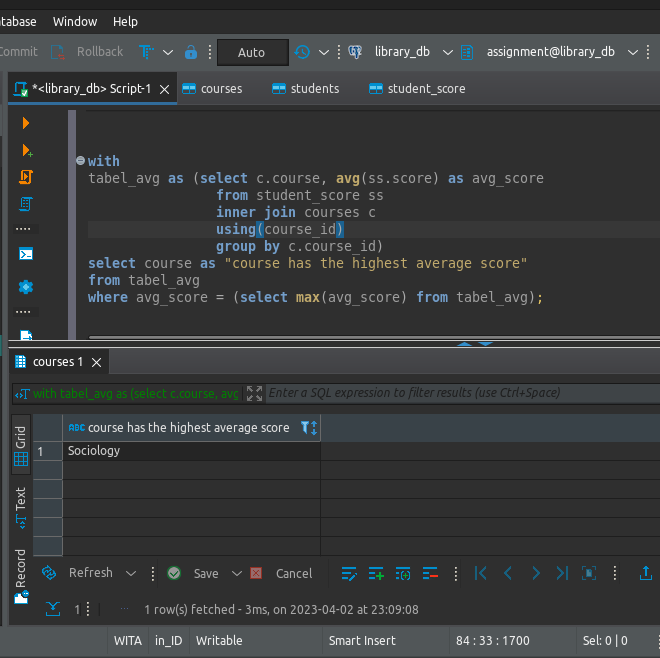 tabase Window Help
Commit Rollback Auto library_db assignment@library_db
*<library_db> Script-1 courses students student_score
with
tabel_avg as (select c.course, avg(ss.score) as avg_score
from student_score ss
inner join courses c
using(course_id)
group by c.course_id)
select course as "course has the highest average score"
from tabel_avg
where avg_score = (select max(avg_score) from tabel_avg);
courses 1
with tabel_avg as (select c.course, avg Enter a SQL expression to filter results (use Ctrl+Space)
Grid
ABC course has the highest average score
1 Sociology
Text
Record
Refresh Save Cancel
1 1 row(s) fetched - 3ms, on 2023-04-02 at 23:09:08
WITA in_ID Writable Smart Insert 84 : 33 : 1700 Sel: 0 | 0